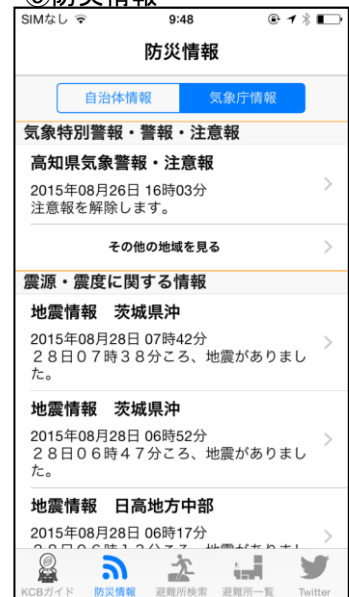 SIMなし 9:48
防災情報
自治体情報 気象庁情報
気象特別警報・警報・注意報
高知県気象警報・注意報
2015年08月26日 16時03分
注意報を解除します。
その他の地域を見る
震源・震度に関する情報
地震情報　茨城県沖
2015年08月28日 07時42分
２８日０７時３８分ころ、地震がありまし
た。
地震情報　茨城県沖
2015年08月28日 06時52分
２８日０６時４７分ころ、地震がありまし
た。
地震情報　日高地方中部
2015年08月28日 06時17分
KCBガイド 防災情報 避難所検索 避難所一覧 Twitter